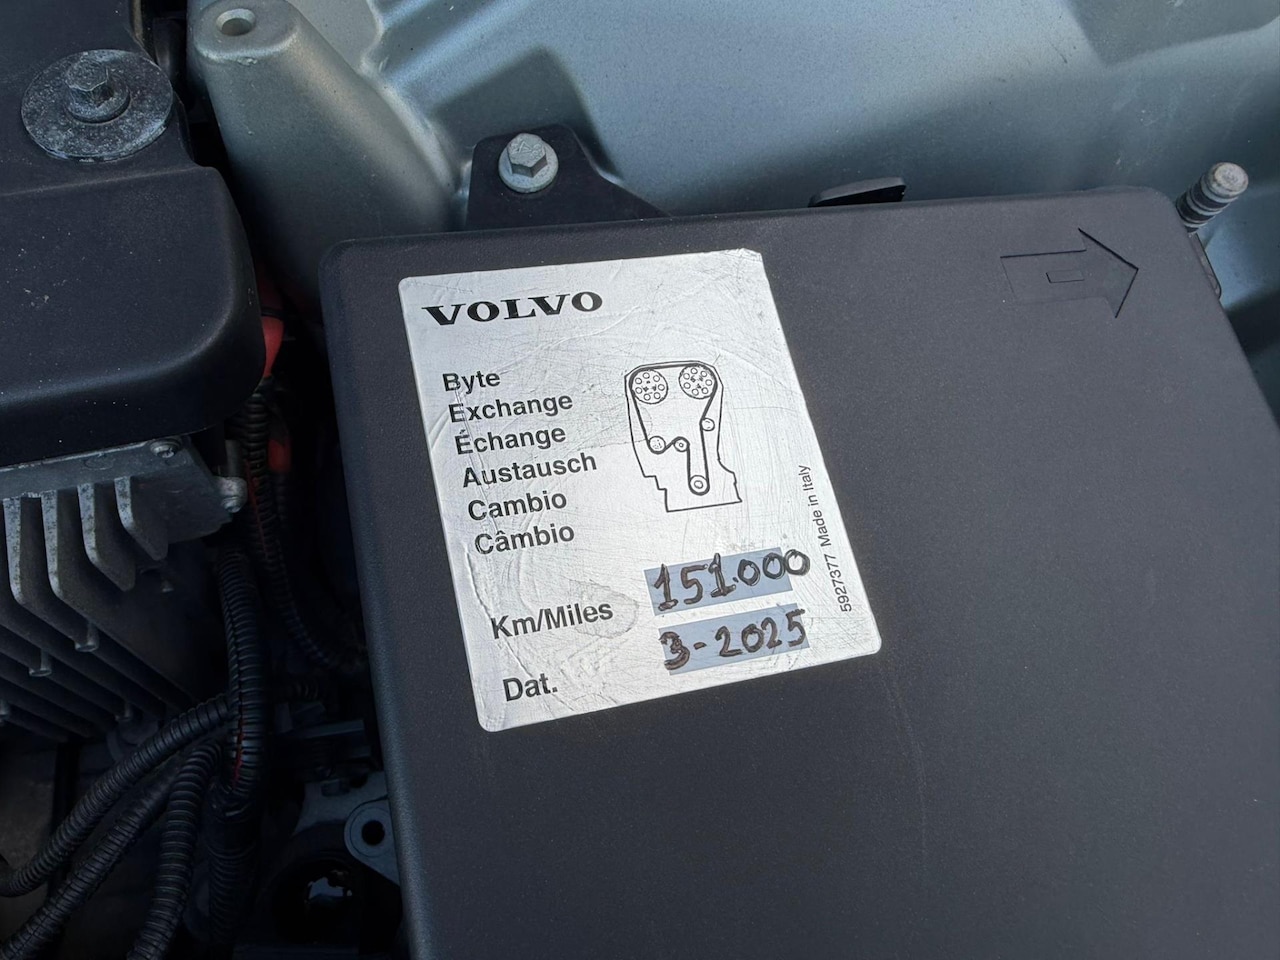 VOLVO
Byte
Exchange
Échange
Austausch
Cambio
Câmbio
Km/Miles 151.000
Dat. 3-2025
5927377 Made in Italy